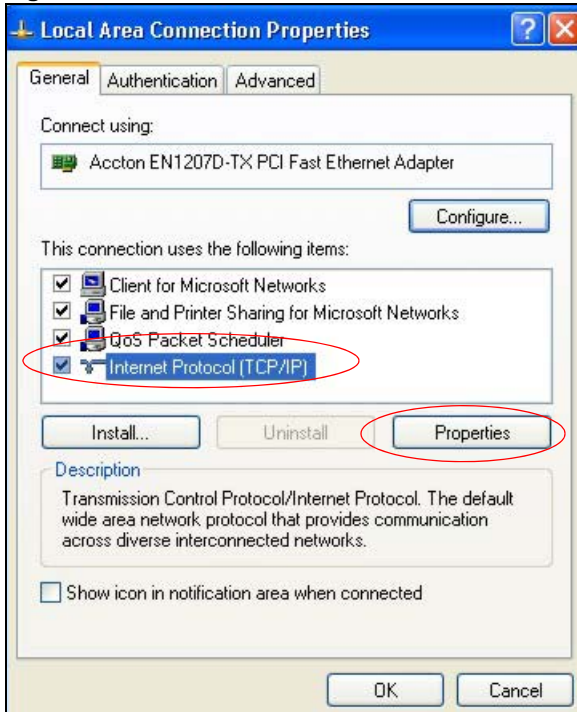 Local Area Connection Properties
General Authentication Advanced
Connect using:
Accton EN1207D-TX PCI Fast Ethernet Adapter
Configure...
This connection uses the following items:
Client for Microsoft Networks
File and Printer Sharing for Microsoft Networks
QoS Packet Scheduler
Internet Protocol (TCP/IP)
Install... Uninstall Properties
Description
Transmission Control Protocol/Internet Protocol. The default
wide area network protocol that provides communication
across diverse interconnected networks.
Show icon in notification area when connected
OK Cancel